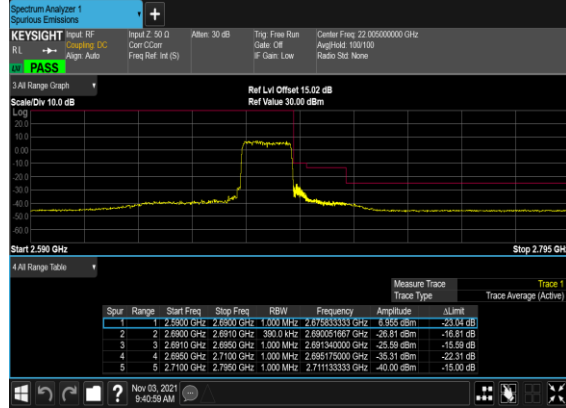 Spectrum Analyzer 1
Spurious Emissions
KEYSIGHT Input: RF Input Z: 50 Ω Atten: 30 dB Trig: Free Run Center Freq: 22.005000000 GHz
RL Coupling: DC Corr CCorr Gate: Off Avg|Hold: 100/100
Align: Auto Freq Ref: Int (S) IF Gain: Low Radio Std: None
PASS
3 All Range Graph
Ref Lvl Offset 15.02 dB
Scale/Div 10.0 dB Ref Value 30.00 dBm
Log
20.0
10.0
0.00
-10.0
-20.0
-30.0
-40.0
-50.0
-60.0
Start 2.590 GHz Stop 2.795 GH
4 All Range Table
Measure Trace Trace 1
Trace Type Trace Average (Active)
Spur Range Start Freq Stop Freq RBW Frequency Amplitude ΔLimit
1 1 2.5900 GHz 2.6900 GHz 1.000 MHz 2.675833333 GHz 6.955 dBm -23.04 dB
2 2 2.6900 GHz 2.6910 GHz 390.0 kHz 2.690051667 GHz -26.81 dBm -16.81 dB
3 3 2.6910 GHz 2.6950 GHz 1.000 MHz 2.691340000 GHz -25.59 dBm -15.59 dB
4 4 2.6950 GHz 2.7100 GHz 1.000 MHz 2.695175000 GHz -35.31 dBm -22.31 dB
5 5 2.7100 GHz 2.7950 GHz 1.000 MHz 2.711133333 GHz -40.00 dBm -15.00 dB
Nov 03, 2021
9:40:59 AM